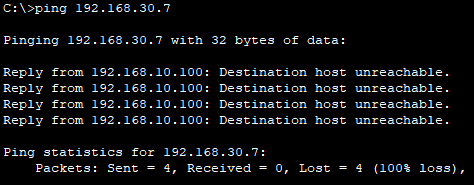 C:\>ping 192.168.30.7
Pinging 192.168.30.7 with 32 bytes of data:
Reply from 192.168.10.100: Destination host unreachable.
Reply from 192.168.10.100: Destination host unreachable.
Reply from 192.168.10.100: Destination host unreachable.
Reply from 192.168.10.100: Destination host unreachable.
Ping statistics for 192.168.30.7:
Packets: Sent = 4, Received = 0, Lost = 4 (100% loss),